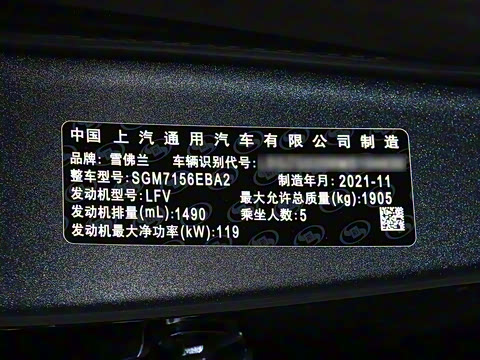 中国 上汽通用汽车有限公司制造
品牌: 雪佛兰 车辆识别代号:
整车型号: SGM7156EBA2 制造年月: 2021-11
发动机型号: LFV 最大允许总质量(kg): 1905
发动机排量(mL): 1490 乘坐人数: 5
发动机最大净功率(kW): 119